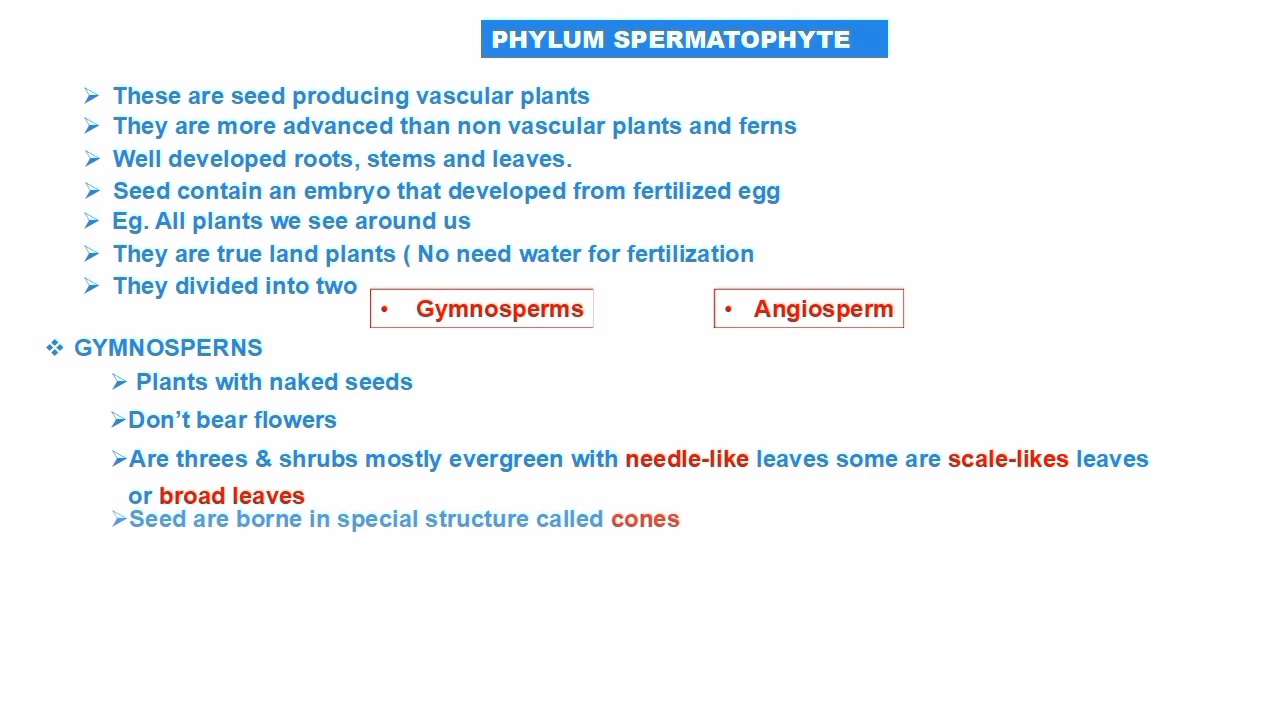 PHYLUM SPERMATOPHYTE
➢ These are seed producing vascular plants
➢ They are more advanced than non vascular plants and ferns
➢ Well developed roots, stems and leaves.
➢ Seed contain an embryo that developed from fertilized egg
➢ Eg. All plants we see around us
➢ They are true land plants ( No need water for fertilization
➢ They divided into two
• Gymnosperms
• Angiosperm
❖ GYMNOSPERNS
➢ Plants with naked seeds
➢Don’t bear flowers
➢Are threes & shrubs mostly evergreen with needle-like leaves some are scale-likes leaves
or broad leaves
➢Seed are borne in special structure called cones